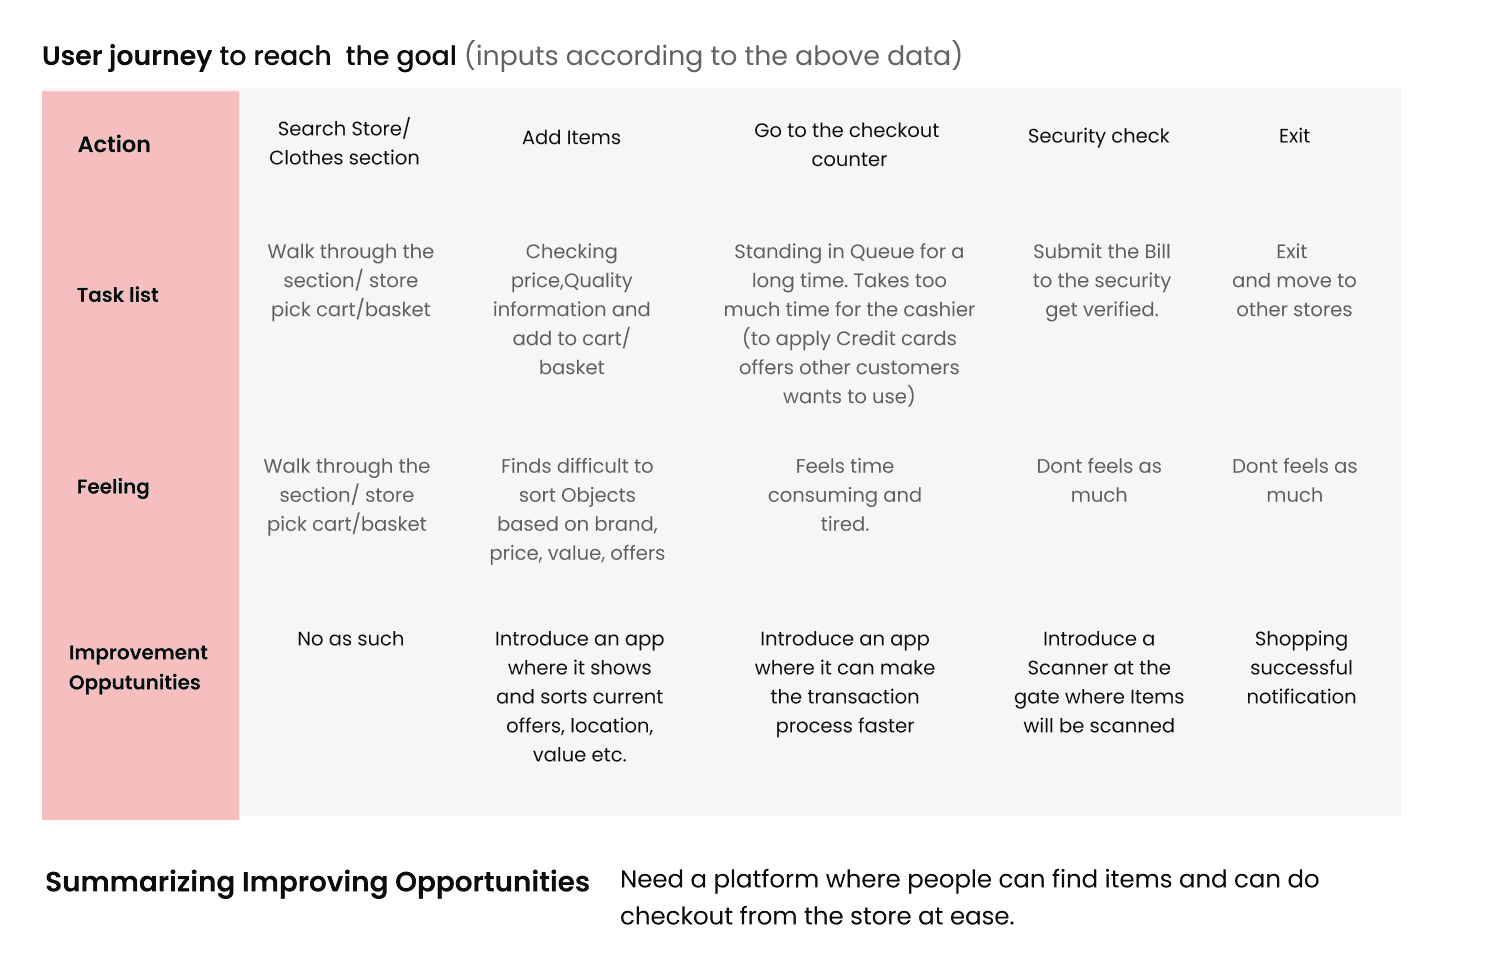 User journey to reach  the goal (inputs according to the above data)
Action
Search Store/
Clothes section
Add Items
Go to the checkout
counter
Security check
Exit
Task list
Walk through the
section/ store
pick cart/basket
Checking
price,Quality
information and
add to cart/
basket
Standing in Queue for a
long time. Takes too
much time for the cashier
(to apply Credit cards
offers other customers
wants to use)
Submit the Bill
to the security
get verified.
Exit
and move to
other stores
Feeling
Walk through the
section/ store
pick cart/basket
Finds difficult to
sort Objects
based on brand,
price, value, offers
Feels time
consuming and
tired.
Dont feels as
much
Dont feels as
much
Improvement
Opputunities
No as such
Introduce an app
where it shows
and sorts current
offers, location,
value etc.
Introduce an app
where it can make
the transaction
process faster
Introduce a
Scanner at the
gate where Items
will be scanned
Shopping
successful
notification
Summarizing Improving Opportunities
Need a platform where people can find items and can do
checkout from the store at ease.